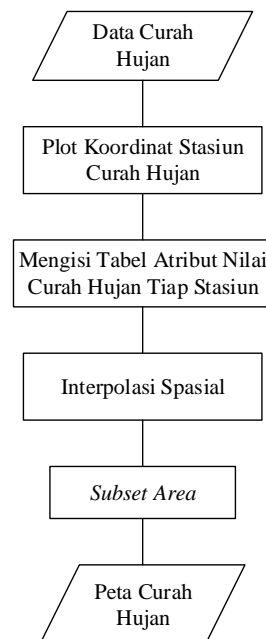 Data Curah
Hujan
Plot Koordinat Stasiun
Curah Hujan
Mengisi Tabel Atribut Nilai
Curah Hujan Tiap Stasiun
Interpolasi Spasial
Subset Area
Peta Curah
Hujan